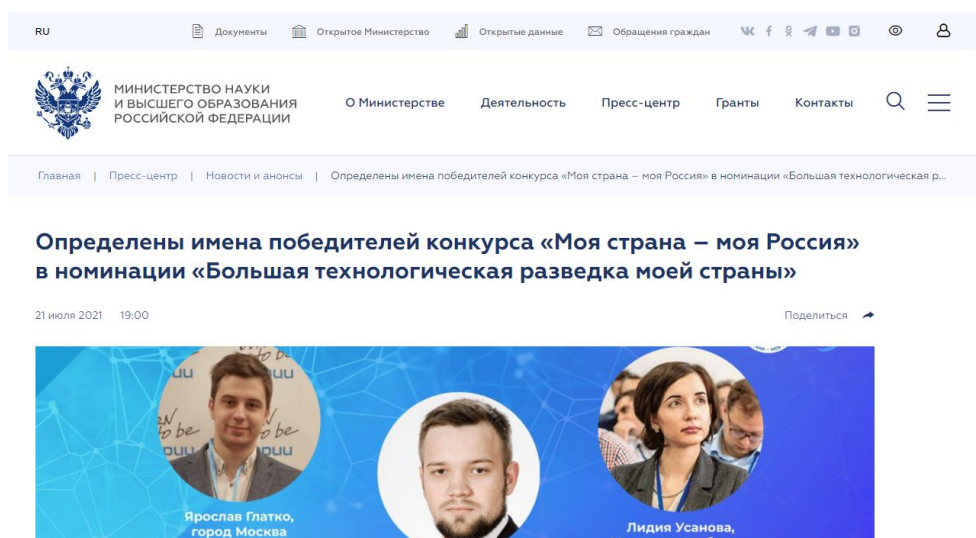 RU
Документы
Открытое Министерство
Открытые данные
Обращения граждан
МИНИСТЕРСТВО НАУКИ
И ВЫСШЕГО ОБРАЗОВАНИЯ
РОССИЙСКОЙ ФЕДЕРАЦИИ
О Министерстве
Деятельность
Пресс-центр
Гранты
Контакты
Главная | Пресс-центр | Новости и анонсы | Определены имена победителей конкурса «Моя страна – моя Россия» в номинации «Большая технологическая р...
Определены имена победителей конкурса «Моя страна – моя Россия»
в номинации «Большая технологическая разведка моей страны»
21 июля 2021 19:00
Поделиться
Ярослав Глатко,
город Москва
Лидия Усанова,